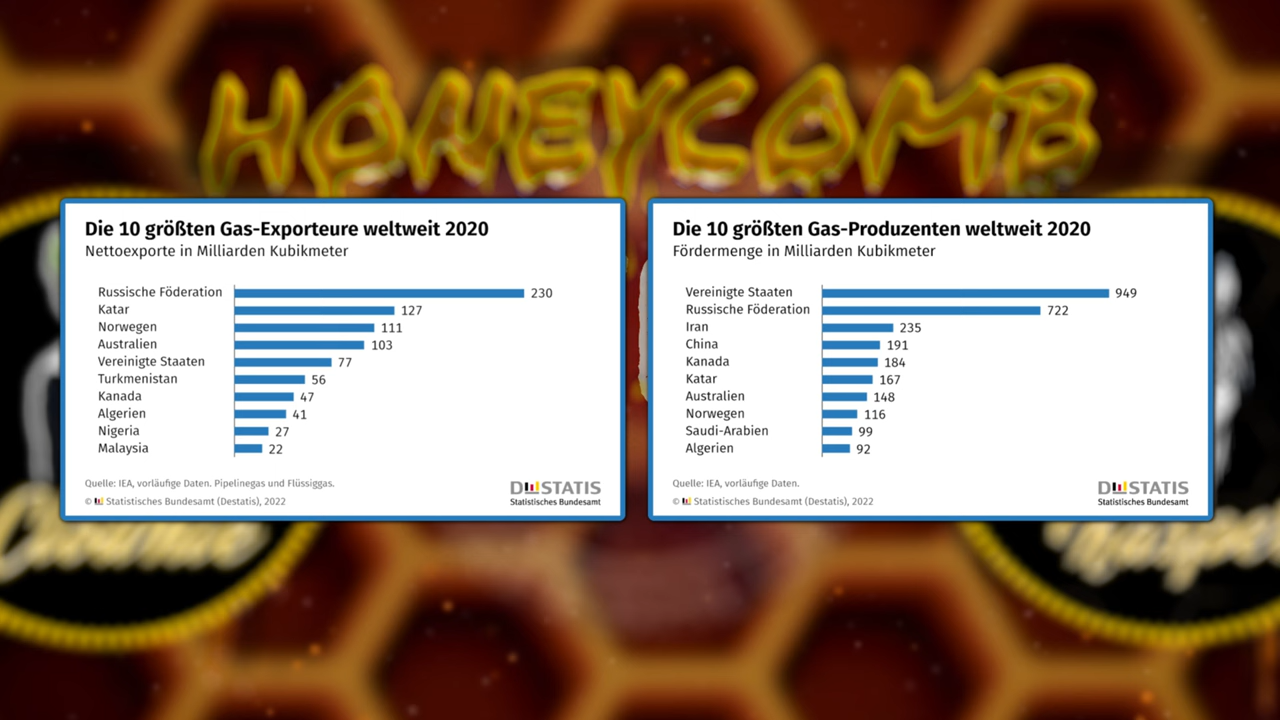 HONEYCOMB
Die 10 größten Gas-Exporteure weltweit 2020
Nettoexporte in Milliarden Kubikmeter
Russische Föderation 230
Katar 127
Norwegen 111
Australien 103
Vereinigte Staaten 77
Turkmenistan 56
Kanada 47
Algerien 41
Nigeria 27
Malaysia 22
Quelle: IEA, vorläufige Daten. Pipelinegas und Flüssiggas.
© Statistisches Bundesamt (Destatis), 2022
DESTATIS
Statistisches Bundesamt
Die 10 größten Gas-Produzenten weltweit 2020
Fördermenge in Milliarden Kubikmeter
Vereinigte Staaten 949
Russische Föderation 722
Iran 235
China 191
Kanada 184
Katar 167
Australien 148
Norwegen 116
Saudi-Arabien 99
Algerien 92
Quelle: IEA, vorläufige Daten.
© Statistisches Bundesamt (Destatis), 2022
DESTATIS
Statistisches Bundesamt